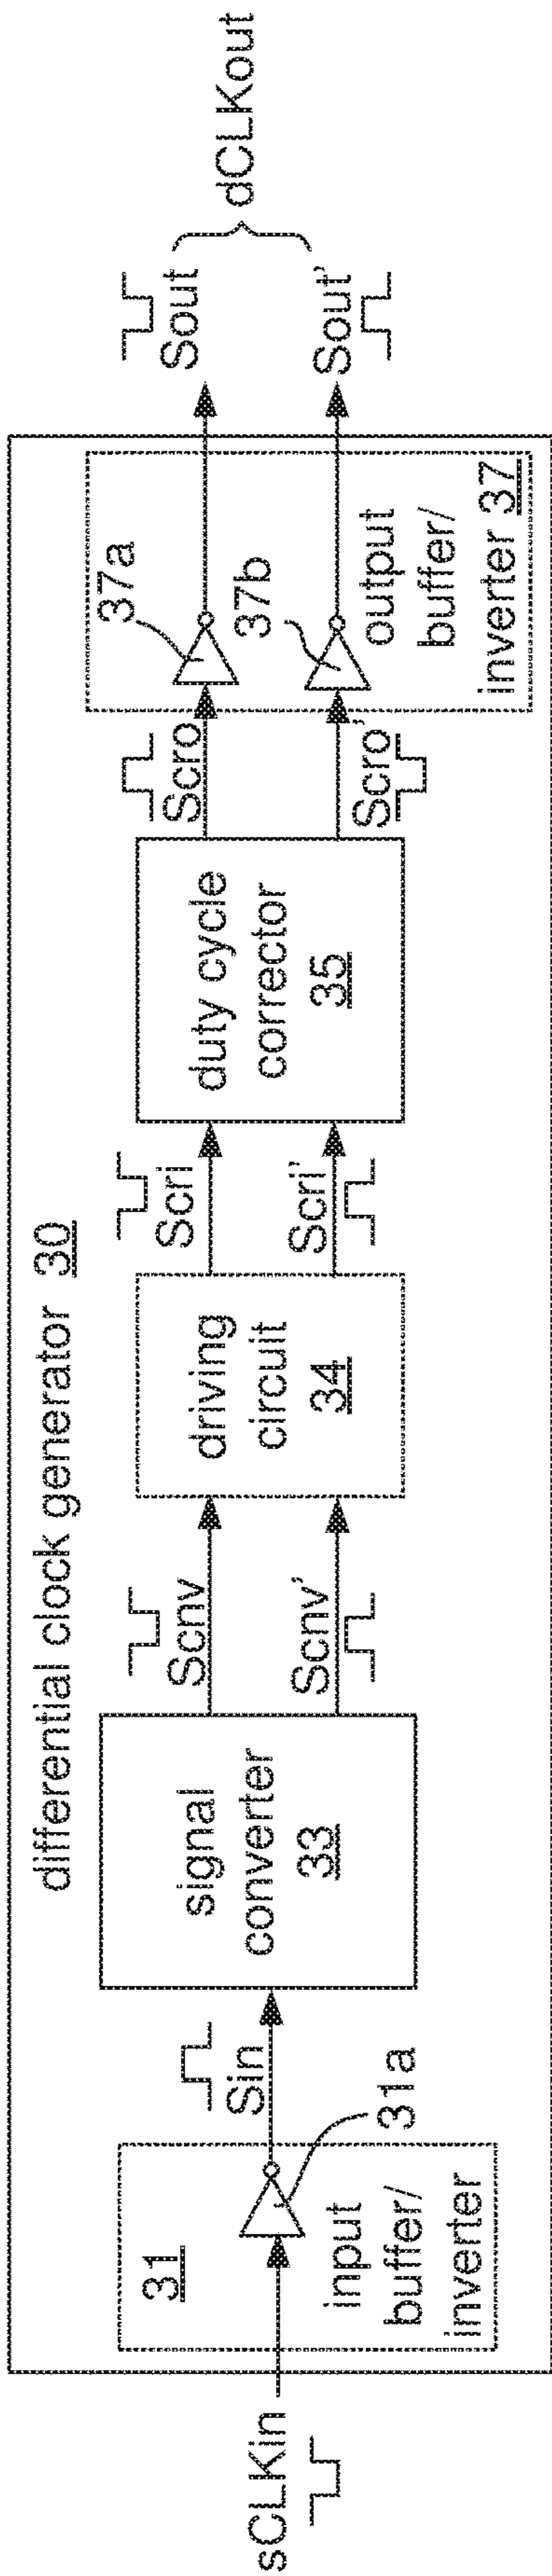 differential clock generator 30
sCLKin
31
31a
input
buffer/
inverter
Sin
signal
converter
33
Scnv
Scnv'
driving
circuit
34
Scri
Scri'
duty cycle
corrector
35
Scro
Scro'
37a
37b
output
buffer/
inverter 37
Sout
Sout'
dCLKout